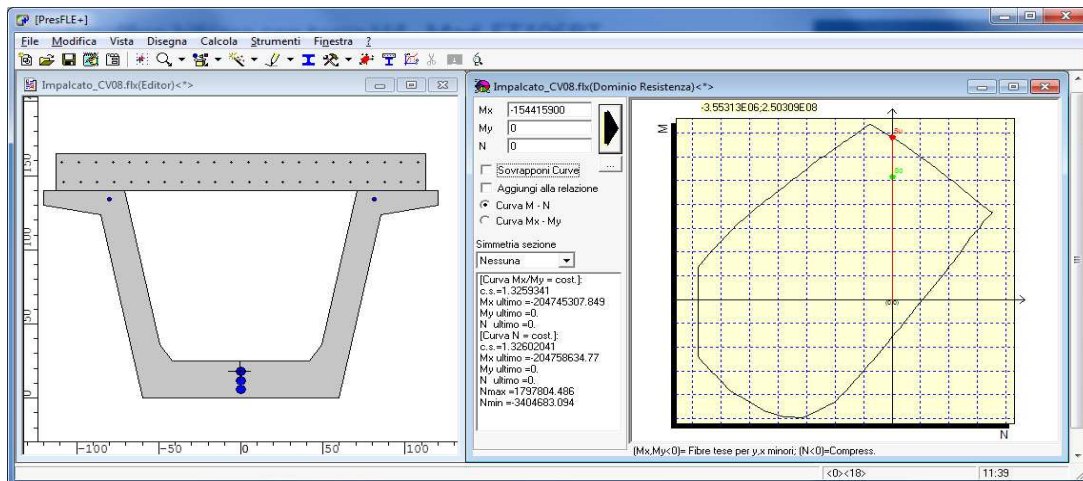 [PresFLE+]
File Modifica Vista Disegna Calcola Strumenti Finestra ?
Impalcato_CV08.flx(Editor)<*>
150
100
50
0
-100 -50 0 50 100
Impalcato_CV08.flx(Dominio Resistenza)<*>
Mx -154415900
My 0
N 0
...
Sovrapponi Curve
Aggiungi alla relazione
Curva M - N
Curva Mx - My
Simmetria sezione
Nessuna
[Curva Mx/My = cost.]:
c.s.=1.3259341
Mx ultimo =-204745307.849
My ultimo =0.
N ultimo =0.
[Curva N = cost.]:
c.s.=1.32602041
Mx ultimo =-204758634.77
My ultimo =0.
N ultimo =0.
Nmax =1797804.486
Nmin =-3404683.094
-3.55313E06;2.50309E08
M
(0;0)
N
(Mx,My<0)= Fibre tese per y,x minori; (N<0)=Compress.
<0><18>
11:39